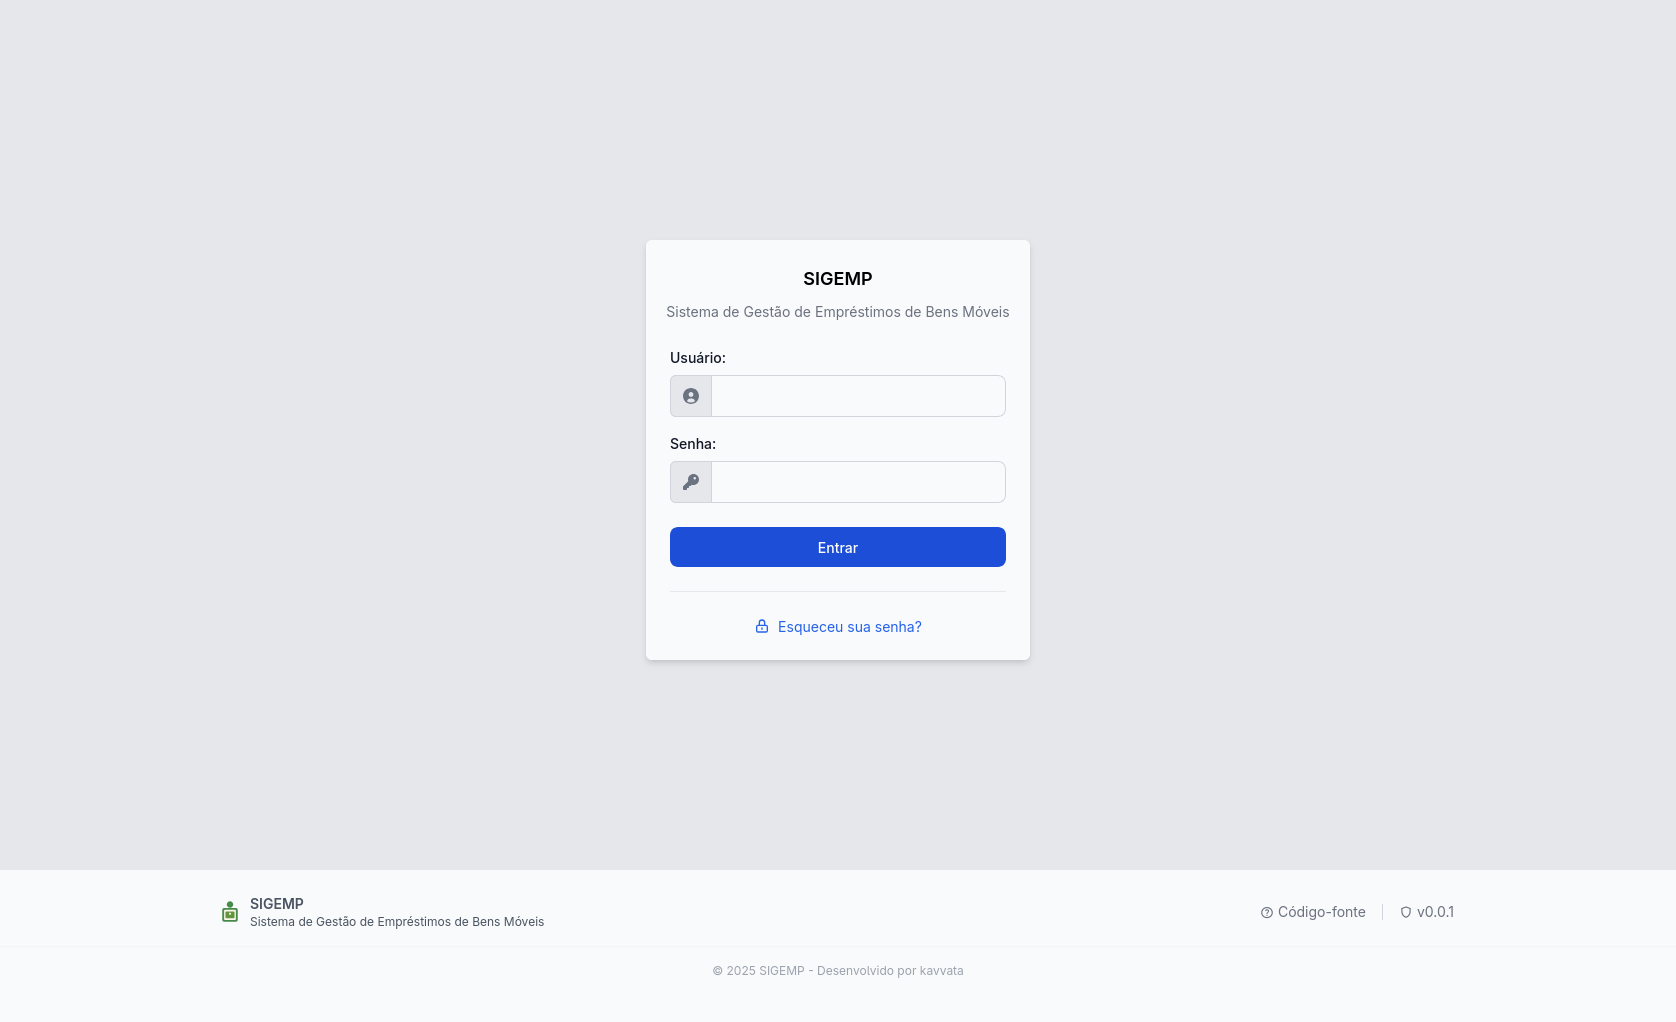 SIGEMP
Sistema de Gestão de Empréstimos de Bens Móveis
Usuário:
Senha:
Entrar
Esqueceu sua senha?
SIGEMP
Sistema de Gestão de Empréstimos de Bens Móveis
Código-fonte
v0.0.1
© 2025 SIGEMP - Desenvolvido por kavvata